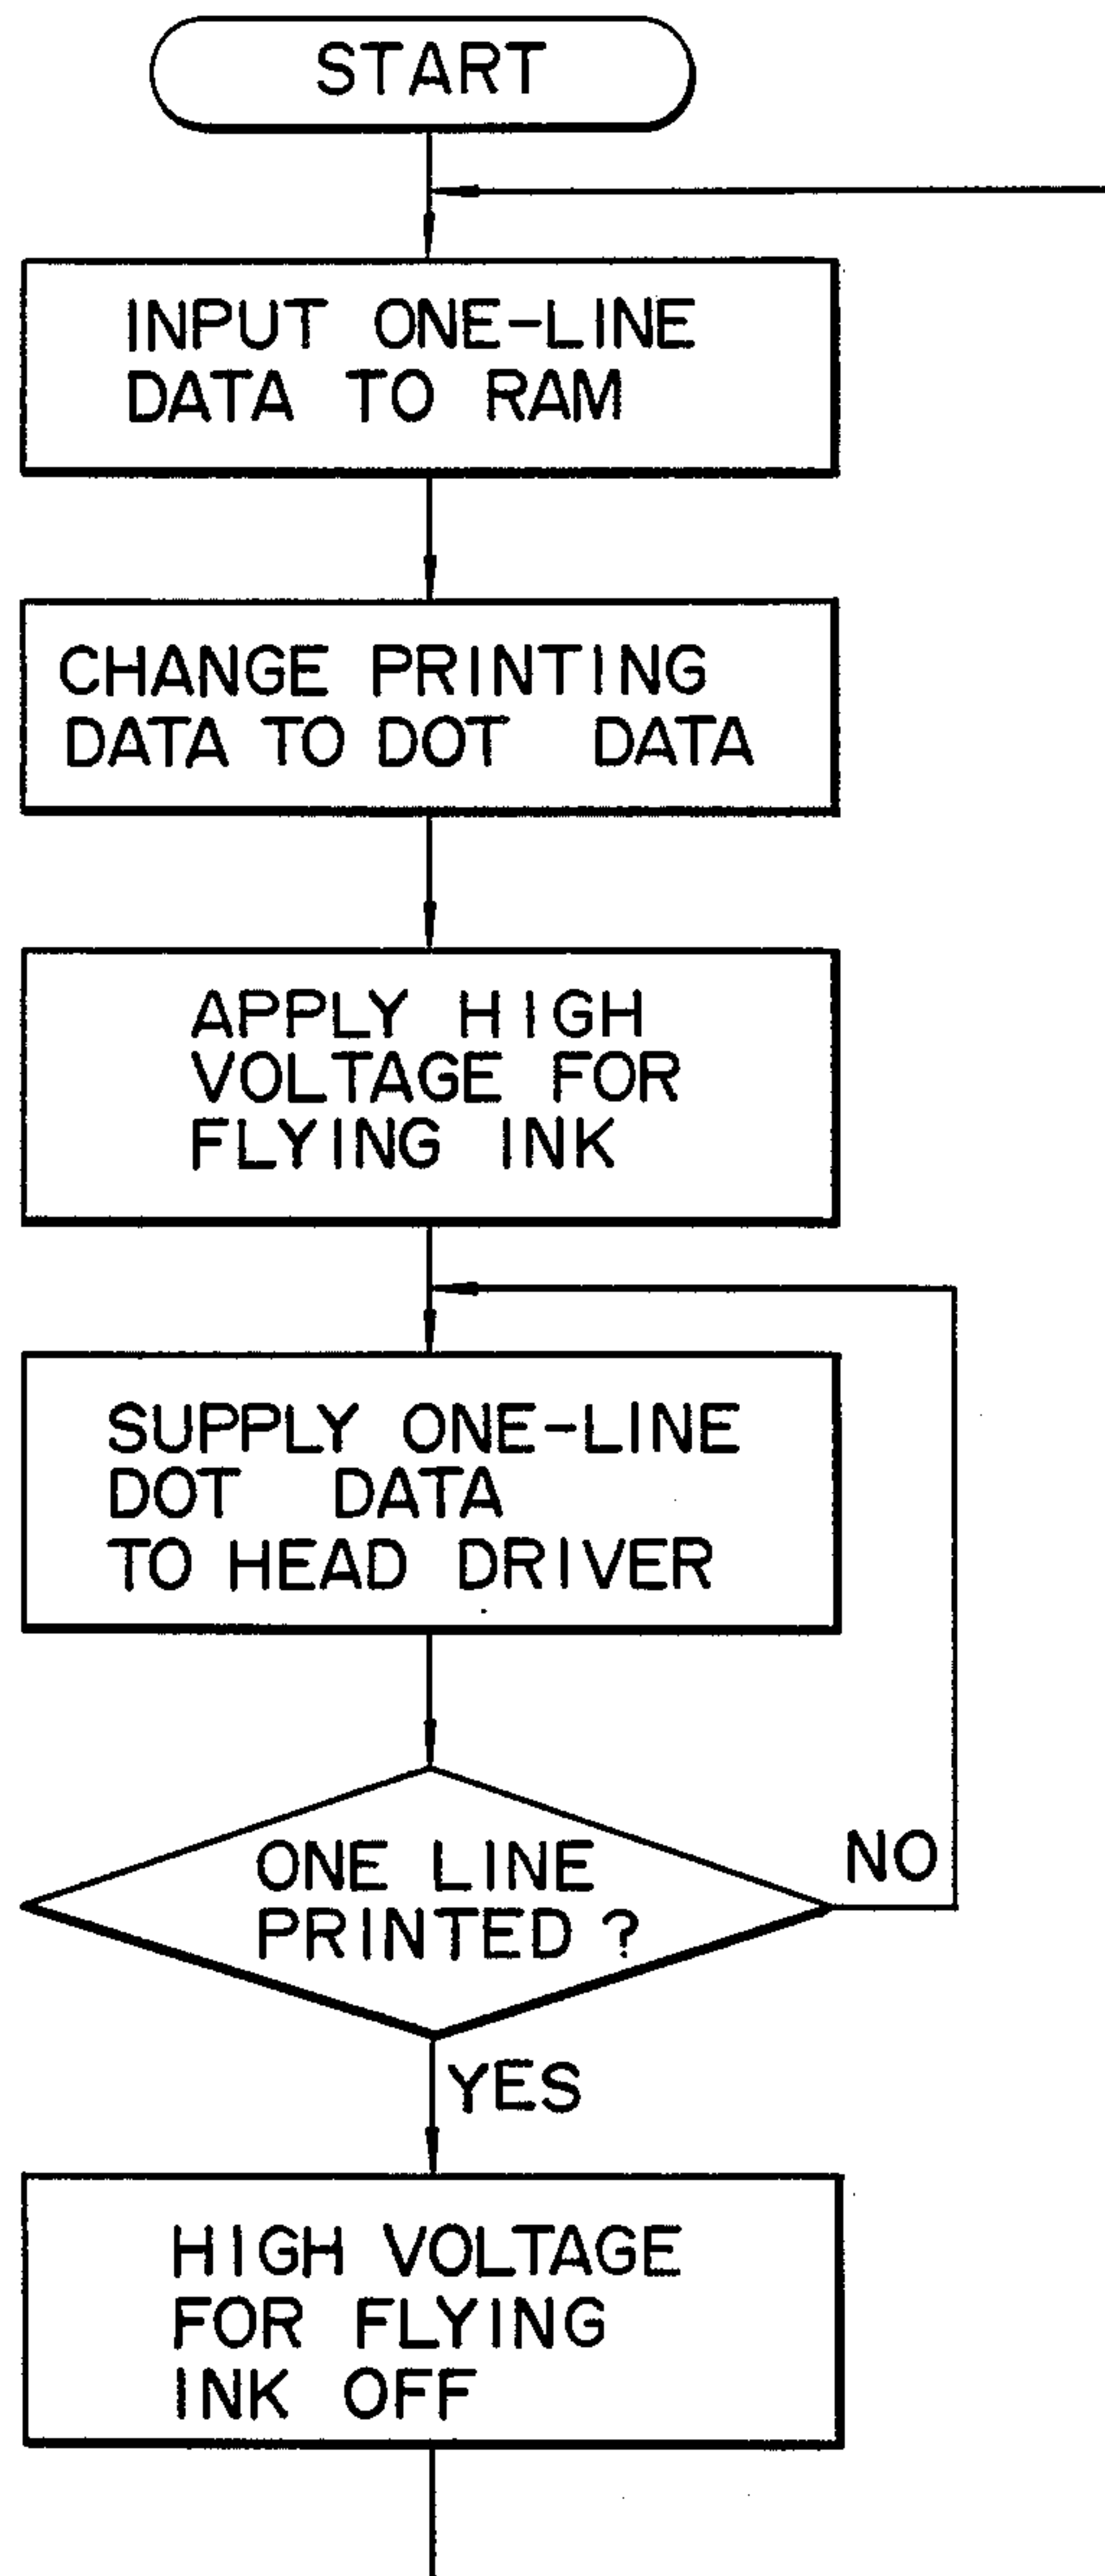 START
INPUT ONE-LINE
DATA TO RAM
CHANGE PRINTING
DATA TO DOT DATA
APPLY HIGH
VOLTAGE FOR
FLYING INK
SUPPLY ONE-LINE
DOT DATA
TO HEAD DRIVER
ONE LINE
PRINTED ?
NO
YES
HIGH VOLTAGE
FOR FLYING
INK OFF